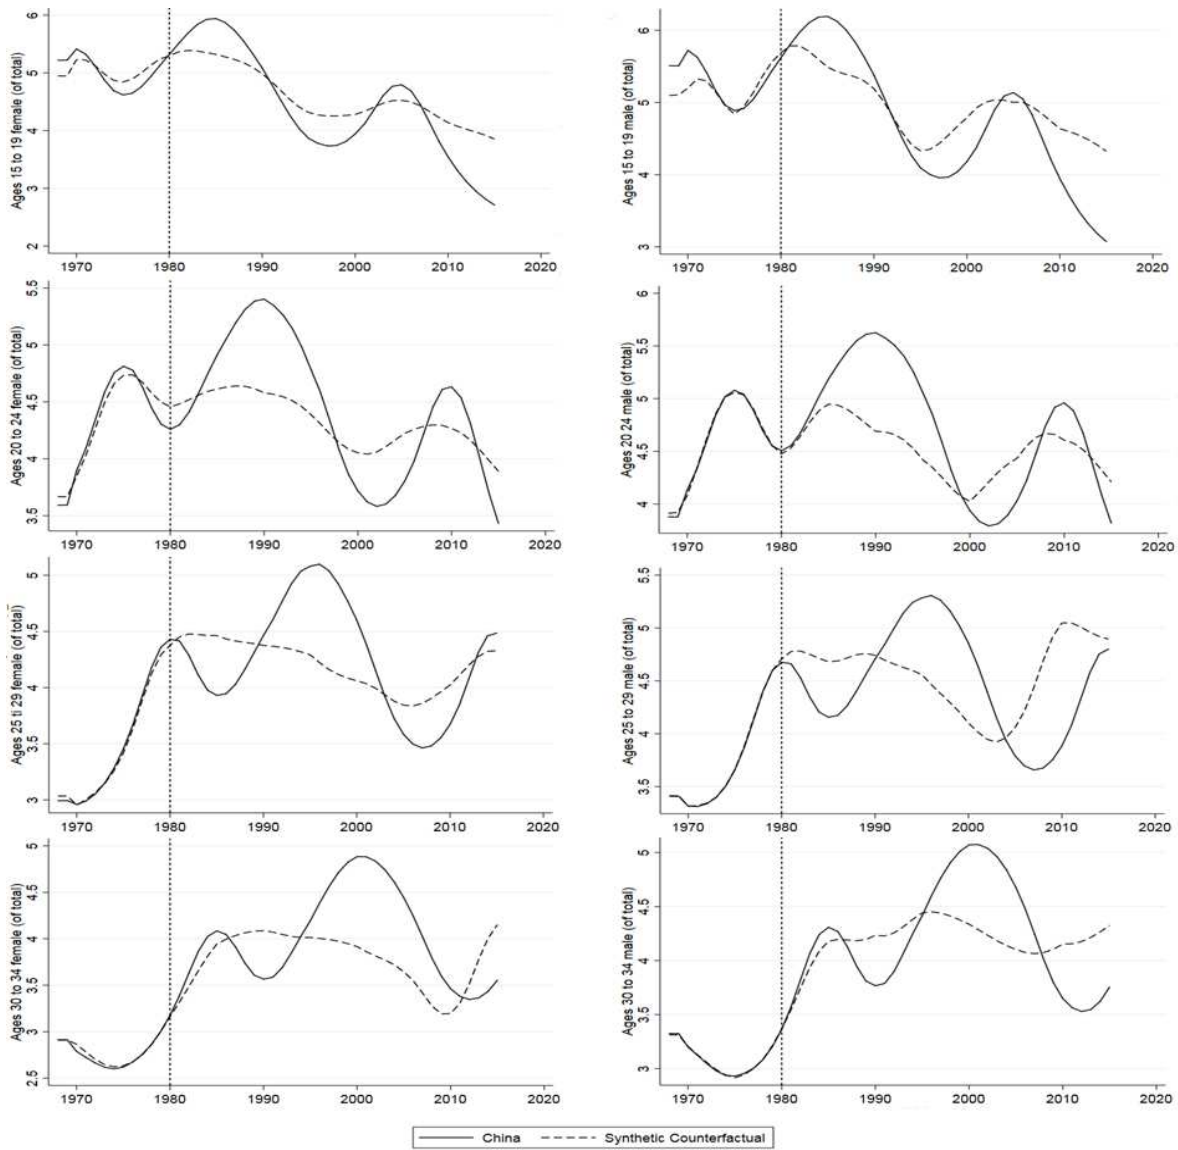 Ages 15 to 19 female (of total)
6
5
4
3
2
1970 1980 1990 2000 2010 2020
Ages 15 to 19 male (of total)
6
5
4
3
1970 1980 1990 2000 2010 2020
Ages 20 to 24 female (of total)
5.5
5
4.5
4
3.5
1970 1980 1990 2000 2010 2020
Ages 20 24 male (of total)
6
5.5
5
4.5
4
1970 1980 1990 2000 2010 2020
Ages 25 ti 29 female (of total)
5
4.5
4
3.5
3
1970 1980 1990 2000 2010 2020
Ages 25 to 29 male (of total)
5.5
5
4.5
4
3.5
1970 1980 1990 2000 2010 2020
Ages 30 to 34 female (of total)
5
4.5
4
3.5
3
2.5
1970 1980 1990 2000 2010 2020
Ages 30 to 34 male (of total)
5
4.5
4
3.5
3
1970 1980 1990 2000 2010 2020
China Synthetic Counterfactual